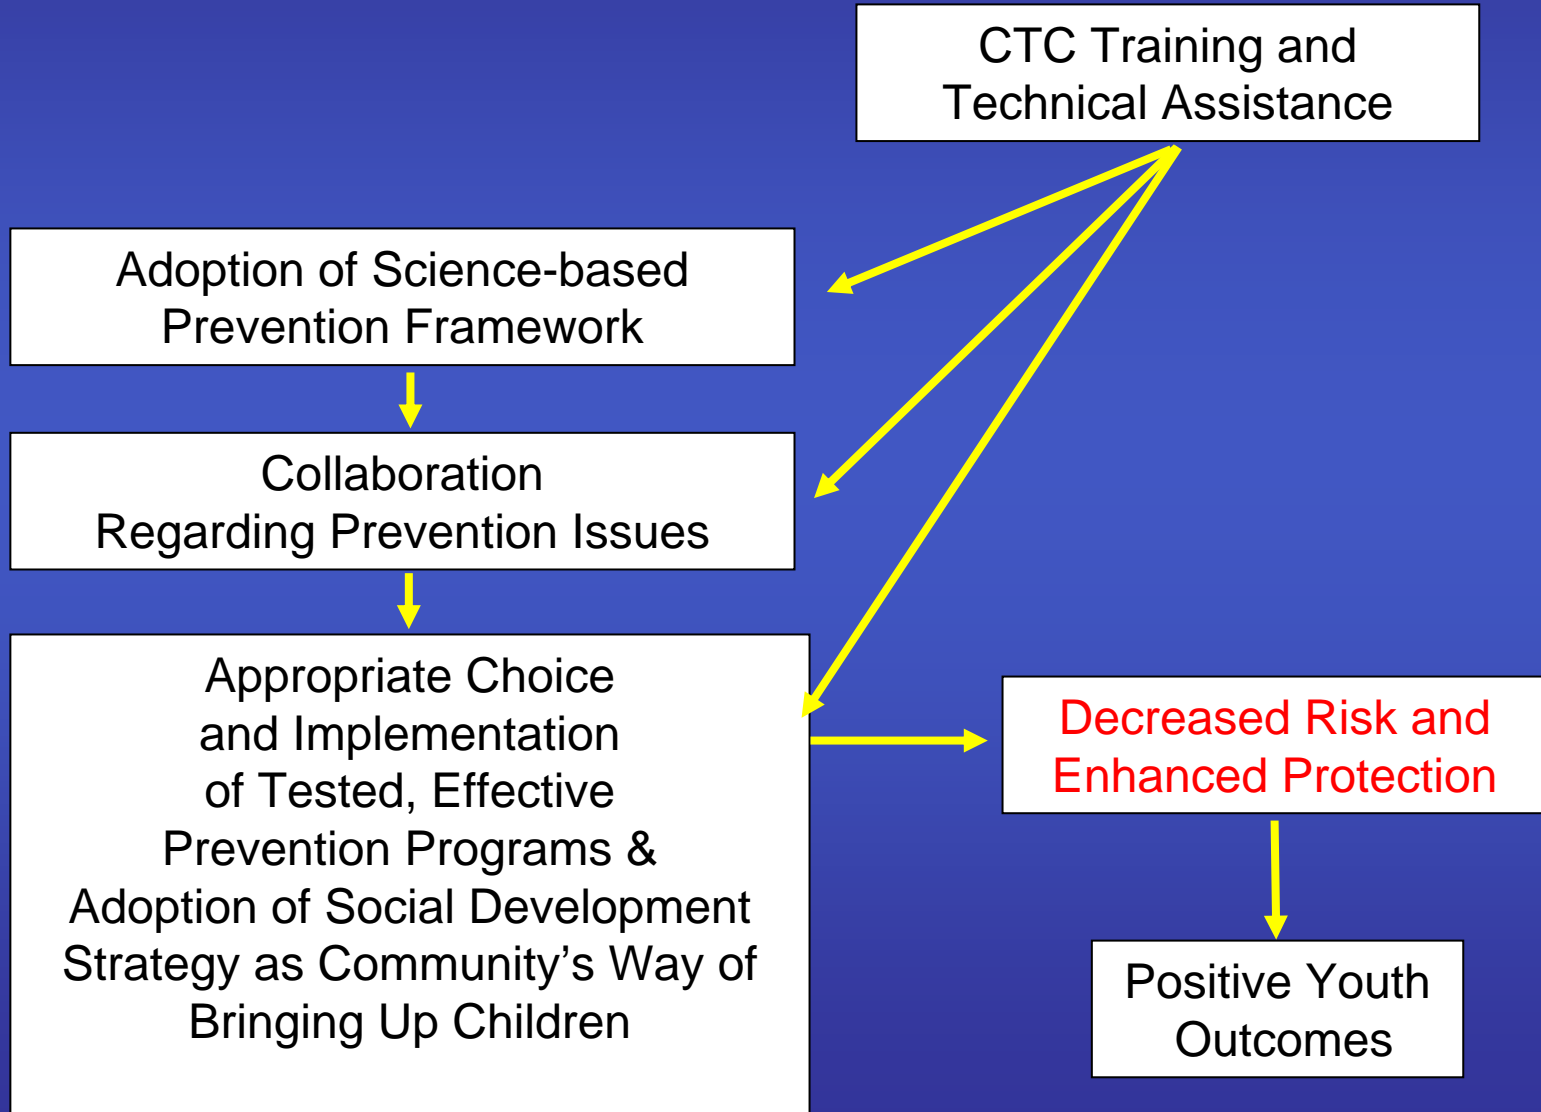 CTC Training and
Technical Assistance
Adoption of Science-based
Prevention Framework
Collaboration
Regarding Prevention Issues
Appropriate Choice
and Implementation
of Tested, Effective
Prevention Programs &
Adoption of Social Development
Strategy as Community’s Way of
Bringing Up Children
Decreased Risk and
Enhanced Protection
Positive Youth
Outcomes